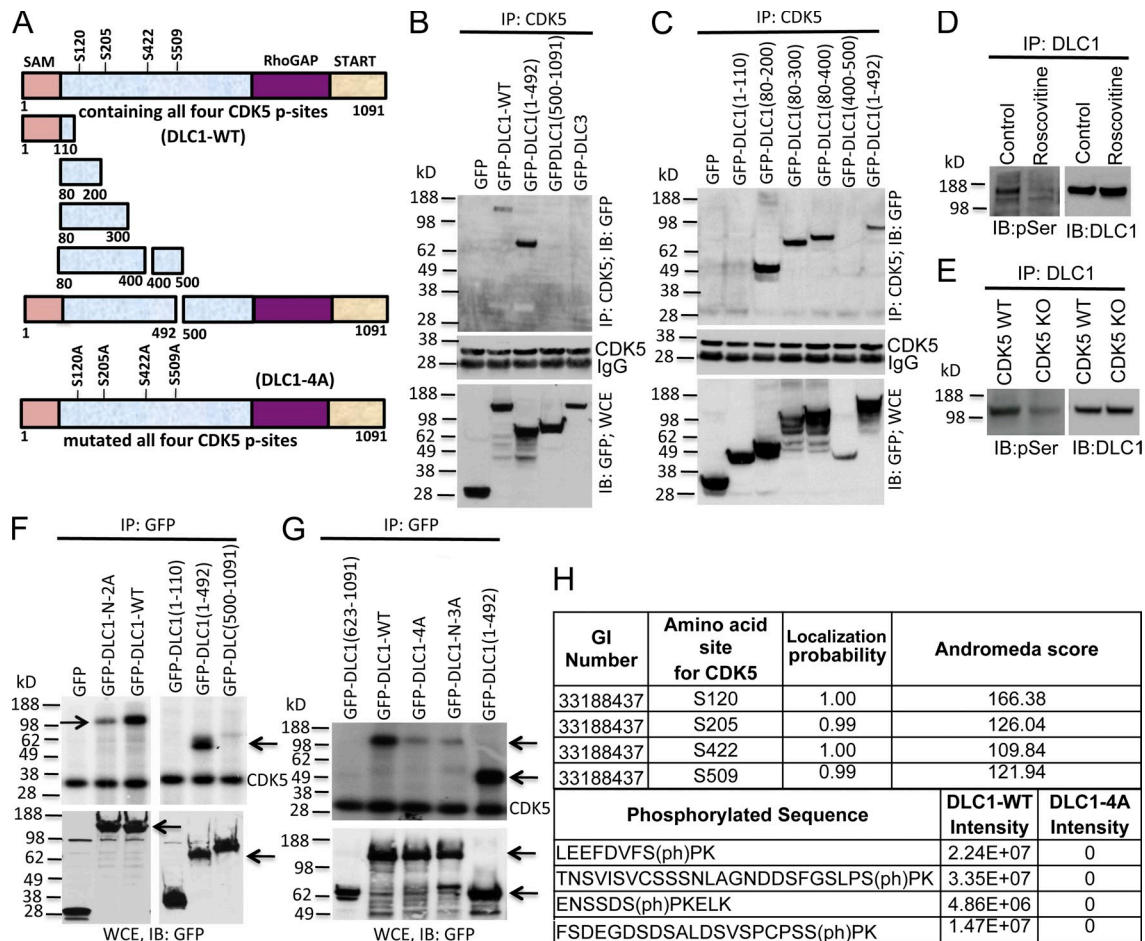 A
S120
S205
S422
S509
SAM
RhoGAP
START
1
containing all four CDK5 p-sites
1091
(DLC1-WT)
1
110
80
200
80
300
80
400
400
500
1
492
500
1091
S120A
S205A
S422A
S509A
(DLC1-4A)
1
mutated all four CDK5 p-sites
1091
B
IP: CDK5
kD
GFP
GFP-DLC1-WT
GFP-DLC1(1-492)
GFPDLC1(500-1091)
GFP-DLC3
188
98
62
49
38
28
IP: CDK5; IB: GFP
38
28
CDK5
IgG
188
98
62
49
38
28
IB: GFP; WCE
C
IP: CDK5
kD
GFP
GFP-DLC1(1-110)
GFP-DLC1(80-200)
GFP-DLC1(80-300)
GFP-DLC1(80-400)
GFP-DLC1(400-500)
GFP-DLC1(1-492)
188
98
62
49
38
28
IP: CDK5; IB: GFP
38
28
CDK5
IgG
188
98
62
49
38
28
IB: GFP; WCE
D
IP: DLC1
kD
Control
Roscovitine
Control
Roscovitine
188
98
IB:pSer
IB:DLC1
E
IP: DLC1
kD
CDK5 WT
CDK5 KO
CDK5 WT
CDK5 KO
188
98
IB:pSer
IB:DLC1
F
IP: GFP
kD
GFP
GFP-DLC1-N-2A
GFP-DLC1-WT
GFP-DLC1(1-110)
GFP-DLC1(1-492)
GFP-DLC(500-1091)
188
98
62
49
38
28
CDK5
188
98
62
49
38
28
WCE, IB: GFP
G
IP: GFP
kD
GFP-DLC1(623-1091)
GFP-DLC1-WT
GFP-DLC1-4A
GFP-DLC1-N-3A
GFP-DLC1(1-492)
188
98
62
49
38
28
CDK5
188
98
62
49
WCE, IB: GFP
H
GI Number Amino acid site for CDK5 Localization probability Andromeda score
33188437 S120 1.00 166.38
33188437 S205 0.99 126.04
33188437 S422 1.00 109.84
33188437 S509 0.99 121.94
Phosphorylated Sequence DLC1-WT Intensity DLC1-4A Intensity
LEEFDVFS(ph)PK 2.24E+07 0
TNSVISVCSSSNLAGNDDSFGSLPS(ph)PK 3.35E+07 0
ENSSDS(ph)PKELK 4.86E+06 0
FSDEGDSDSALDSVSPCPSS(ph)PK 1.47E+07 0